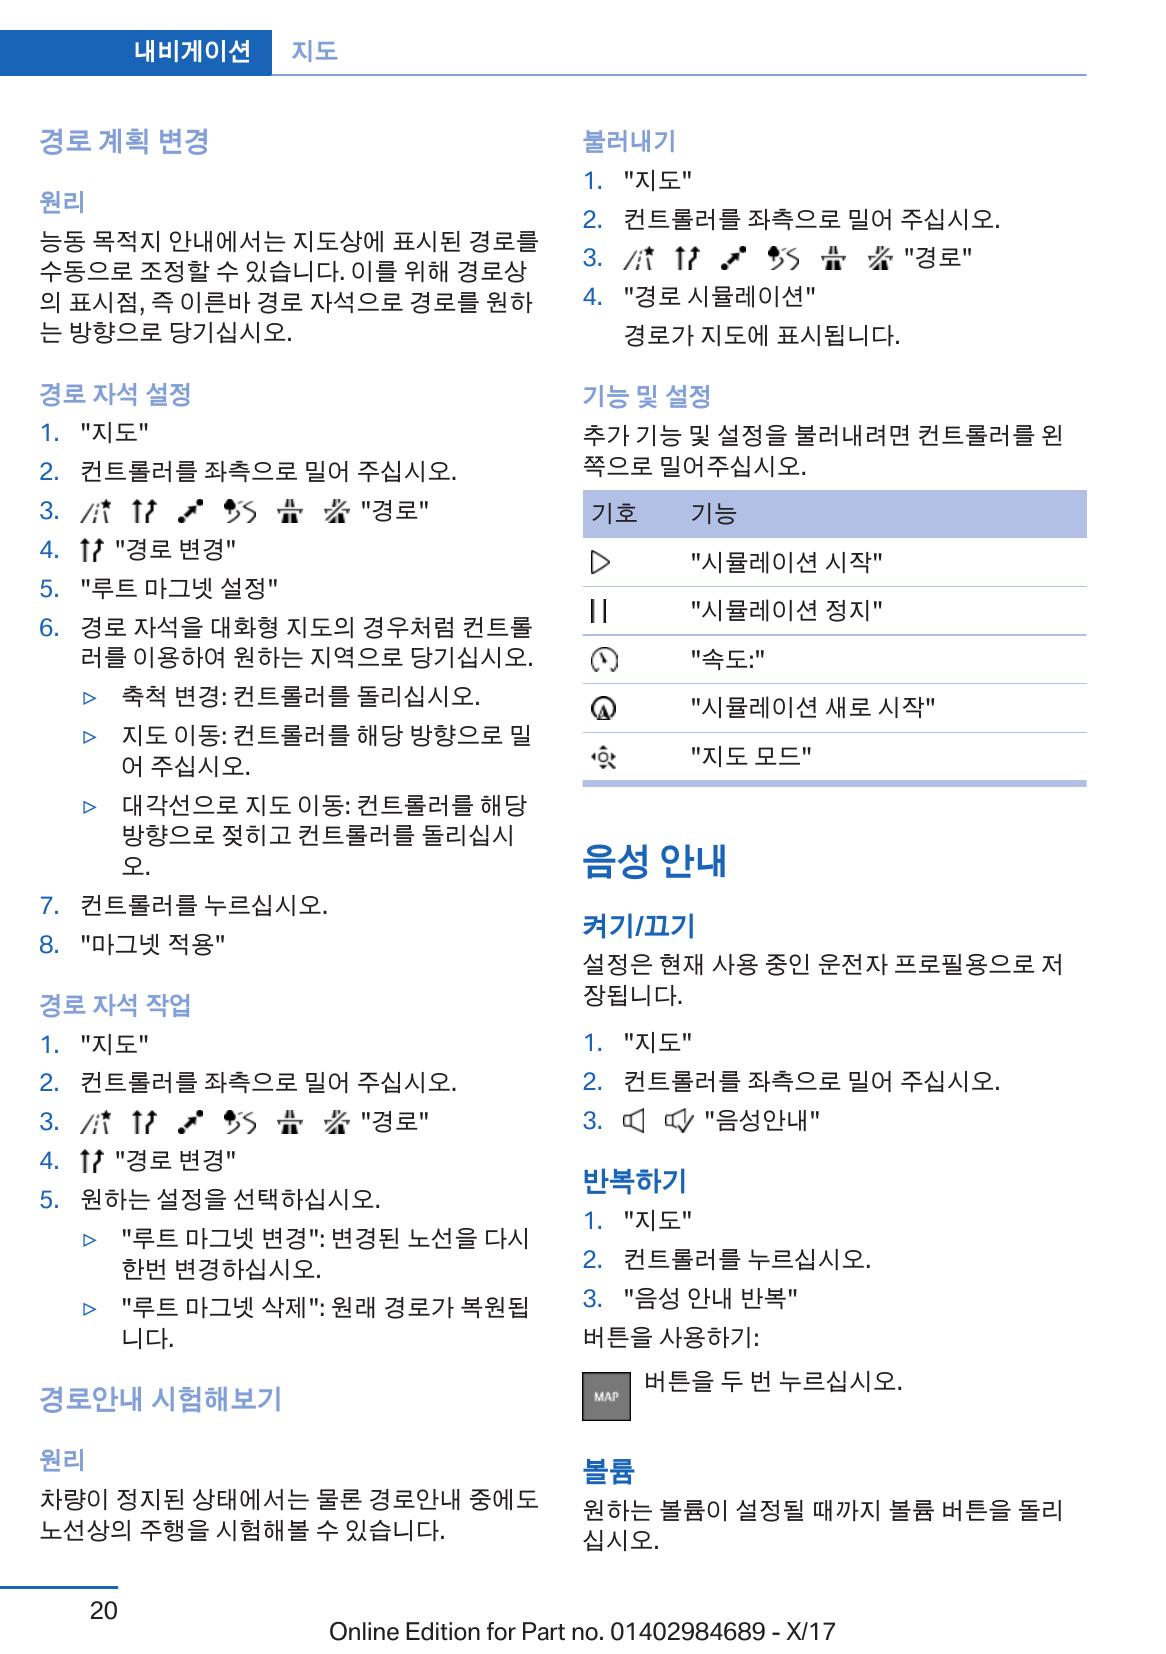 내비게이션 지도
경로 계획 변경
원리
능동 목적지 안내에서는 지도상에 표시된 경로를
수동으로 조정할 수 있습니다. 이를 위해 경로상
의 표시점, 즉 이른바 경로 자석으로 경로를 원하
는 방향으로 당기십시오.
경로 자석 설정
1. "지도"
2. 컨트롤러를 좌측으로 밀어 주십시오.
3. "경로"
4. "경로 변경"
5. "루트 마그넷 설정"
6. 경로 자석을 대화형 지도의 경우처럼 컨트롤
러를 이용하여 원하는 지역으로 당기십시오.
▷ 축척 변경: 컨트롤러를 돌리십시오.
▷ 지도 이동: 컨트롤러를 해당 방향으로 밀
어 주십시오.
▷ 대각선으로 지도 이동: 컨트롤러를 해당
방향으로 젖히고 컨트롤러를 돌리십시
오.
7. 컨트롤러를 누르십시오.
8. "마그넷 적용"
경로 자석 작업
1. "지도"
2. 컨트롤러를 좌측으로 밀어 주십시오.
3. "경로"
4. "경로 변경"
5. 원하는 설정을 선택하십시오.
▷ "루트 마그넷 변경": 변경된 노선을 다시
한번 변경하십시오.
▷ "루트 마그넷 삭제": 원래 경로가 복원됩
니다.
경로안내 시험해보기
원리
차량이 정지된 상태에서는 물론 경로안내 중에도
노선상의 주행을 시험해볼 수 있습니다.
불러내기
1. "지도"
2. 컨트롤러를 좌측으로 밀어 주십시오.
3. "경로"
4. "경로 시뮬레이션"
경로가 지도에 표시됩니다.
기능 및 설정
추가 기능 및 설정을 불러내려면 컨트롤러를 왼
쪽으로 밀어주십시오.
기호 기능
"시뮬레이션 시작"
"시뮬레이션 정지"
"속도:"
"시뮬레이션 새로 시작"
"지도 모드"
음성 안내
켜기/끄기
설정은 현재 사용 중인 운전자 프로필용으로 저
장됩니다.
1. "지도"
2. 컨트롤러를 좌측으로 밀어 주십시오.
3. "음성안내"
반복하기
1. "지도"
2. 컨트롤러를 누르십시오.
3. "음성 안내 반복"
버튼을 사용하기:
MAP 버튼을 두 번 누르십시오.
볼륨
원하는 볼륨이 설정될 때까지 볼륨 버튼을 돌리
십시오.
20
Online Edition for Part no. 01402984689 - X/17